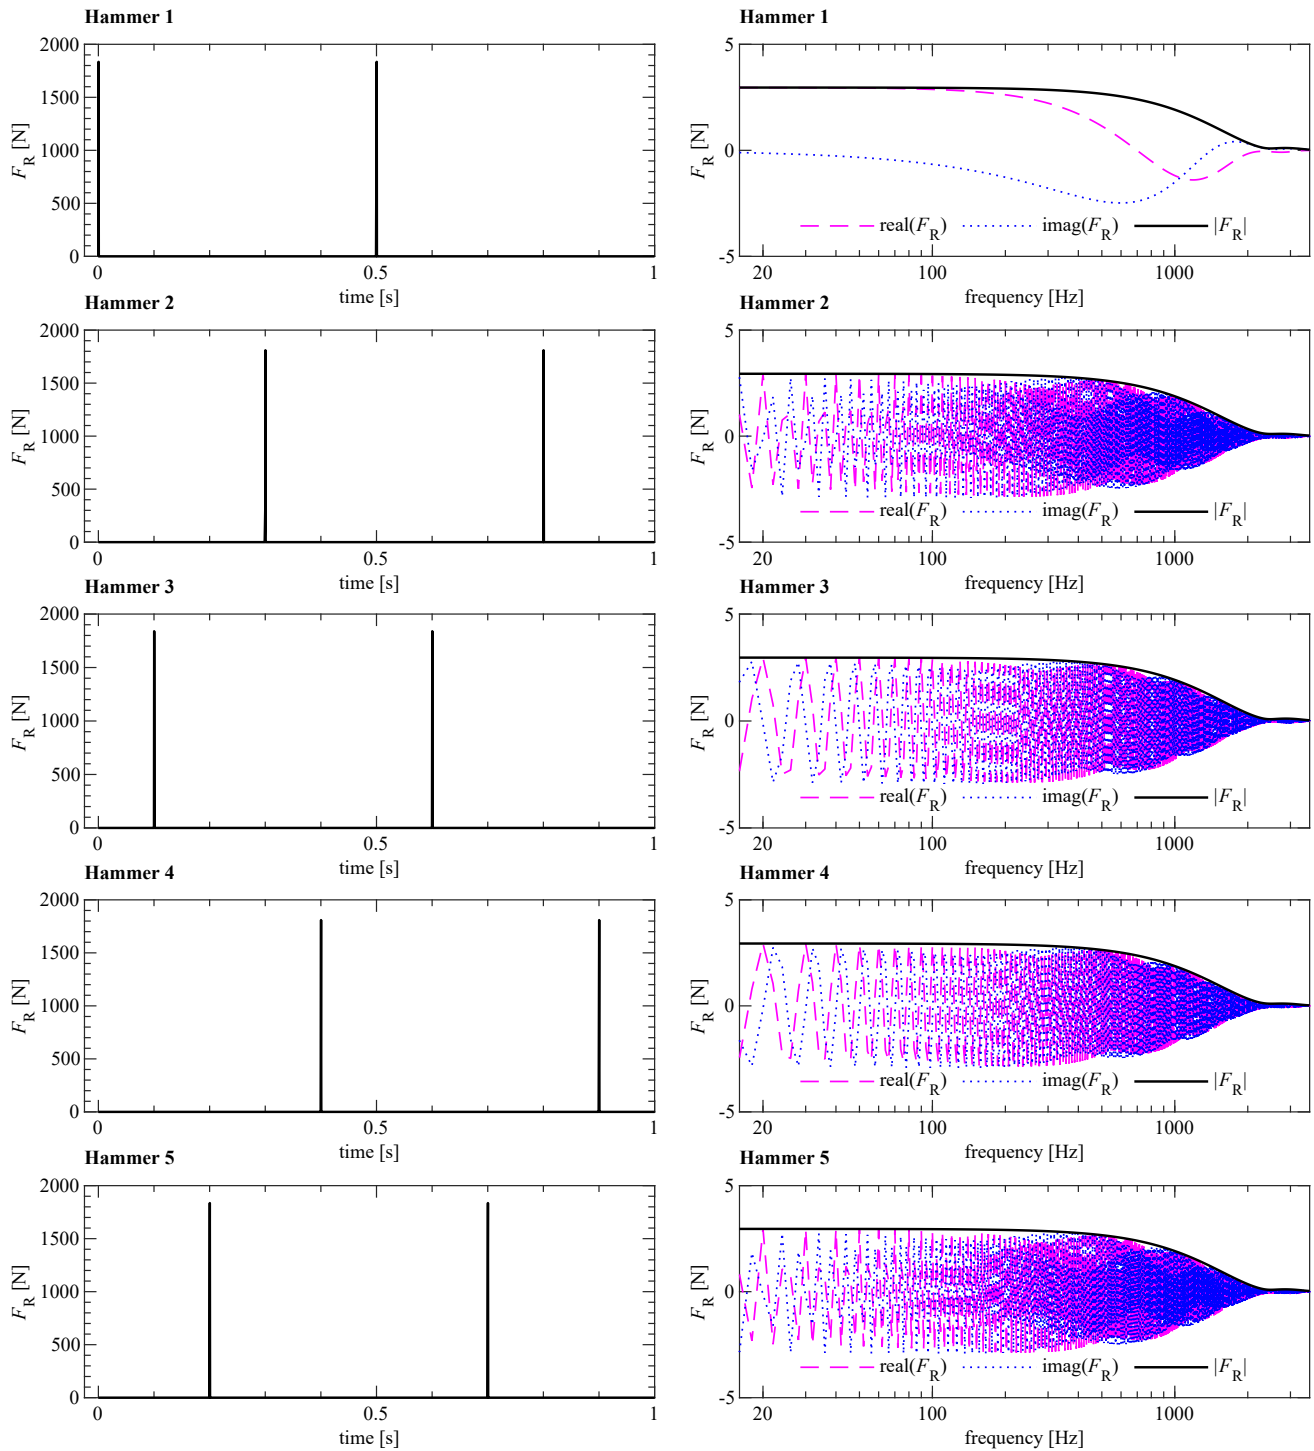 Hammer 1
2000
1500
1000
500
0
F_R [N]
0 0.5 1
time [s]
Hammer 1
5
0
-5
F_R [N]
real(F_R) imag(F_R) |F_R|
20 100 1000
frequency [Hz]
Hammer 2
2000
1500
1000
500
0
F_R [N]
0 0.5 1
time [s]
Hammer 2
5
0
-5
F_R [N]
real(F_R) imag(F_R) |F_R|
20 100 1000
frequency [Hz]
Hammer 3
2000
1500
1000
500
0
F_R [N]
0 0.5 1
time [s]
Hammer 3
5
0
-5
F_R [N]
real(F_R) imag(F_R) |F_R|
20 100 1000
frequency [Hz]
Hammer 4
2000
1500
1000
500
0
F_R [N]
0 0.5 1
time [s]
Hammer 4
5
0
-5
F_R [N]
real(F_R) imag(F_R) |F_R|
20 100 1000
frequency [Hz]
Hammer 5
2000
1500
1000
500
0
F_R [N]
0 0.5 1
time [s]
Hammer 5
5
0
-5
F_R [N]
real(F_R) imag(F_R) |F_R|
20 100 1000
frequency [Hz]